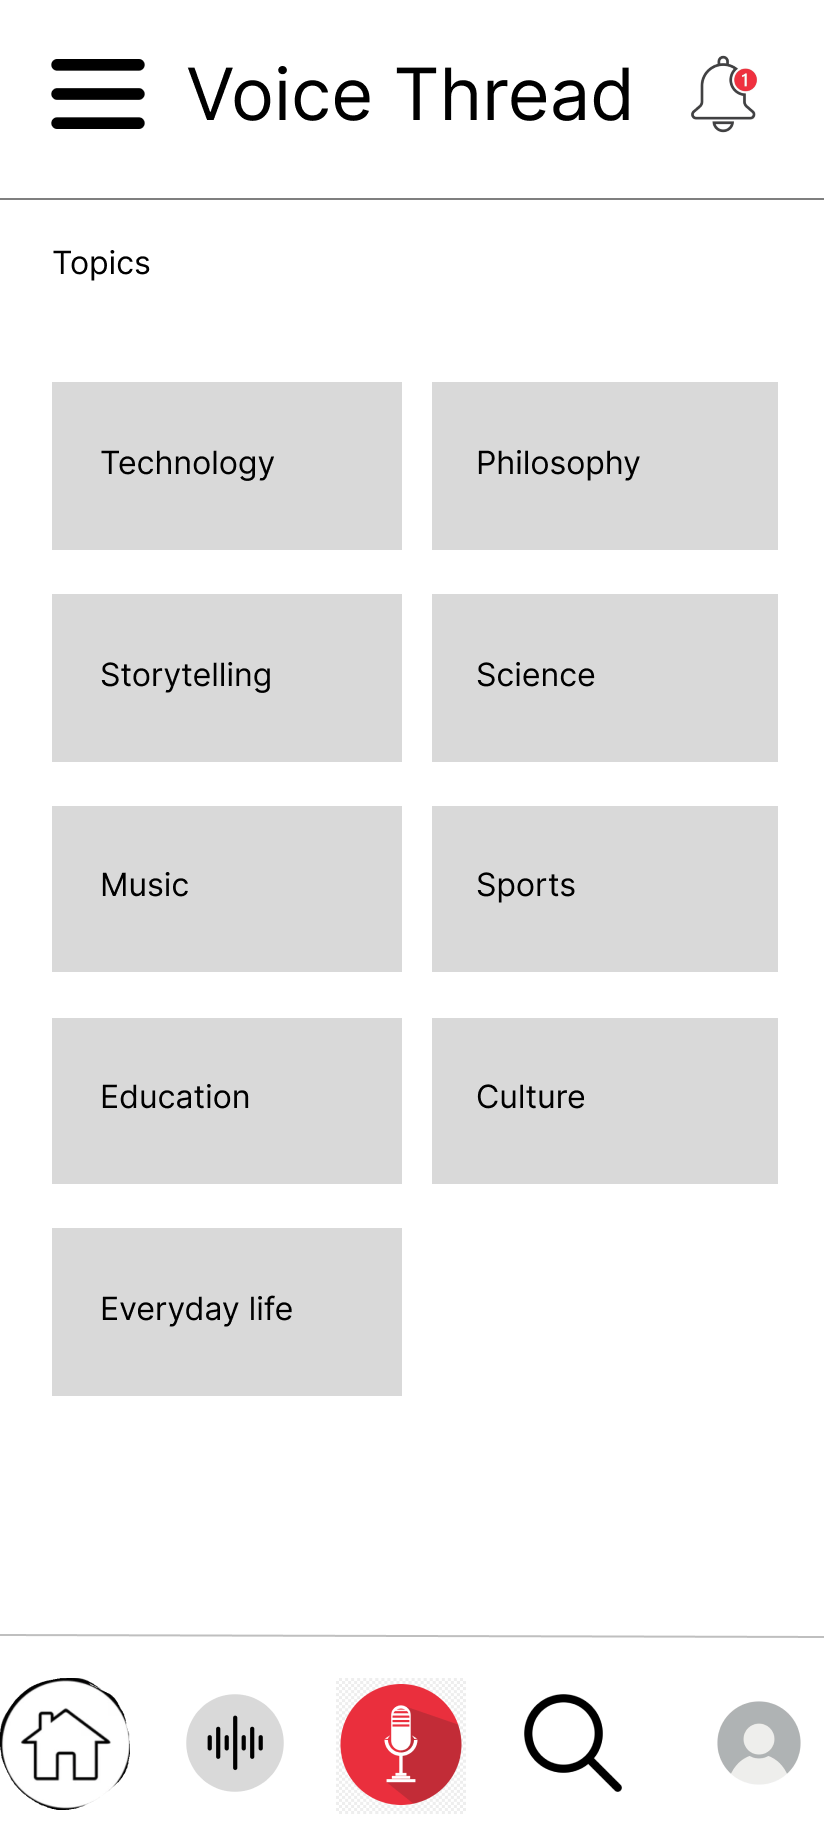 Voice Thread
1
Topics
Technology
Philosophy
Storytelling
Science
Music
Sports
Education
Culture
Everyday life